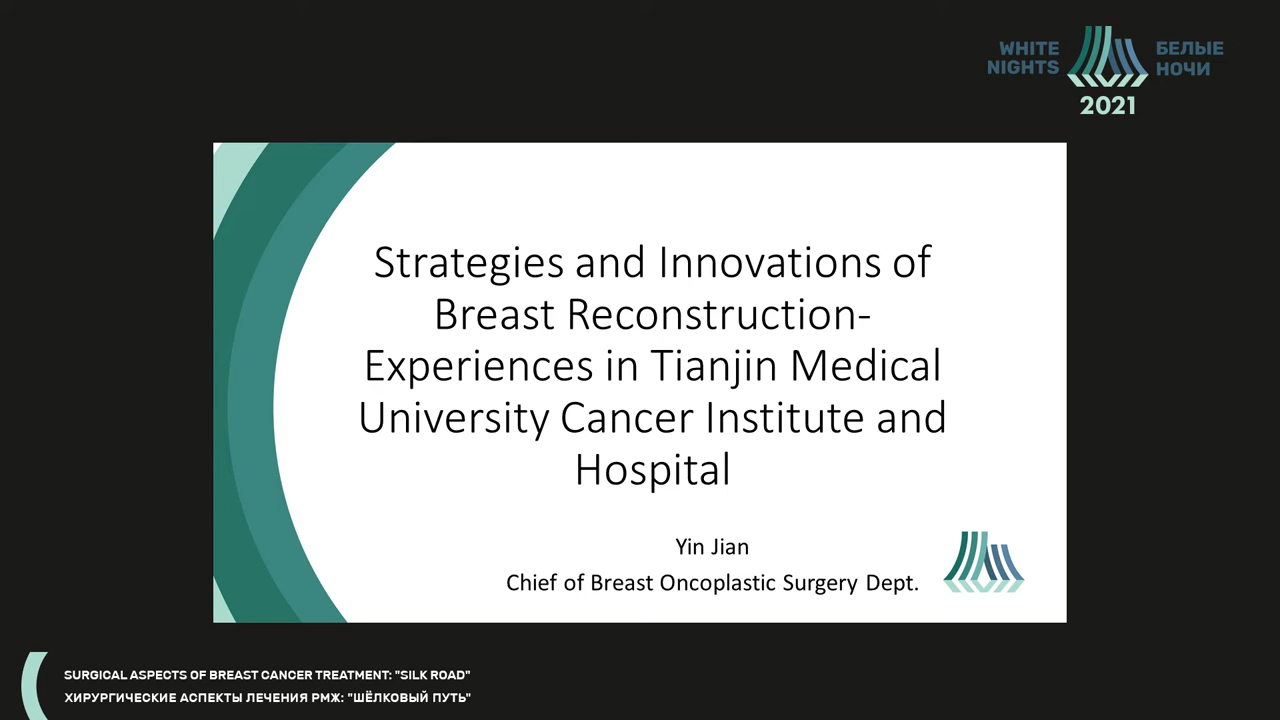 WHITE NIGHTS
БЕЛЫЕ НОЧИ
2021
Strategies and Innovations of
Breast Reconstruction-
Experiences in Tianjin Medical
University Cancer Institute and
Hospital
Yin Jian
Chief of Breast Oncoplastic Surgery Dept.
SURGICAL ASPECTS OF BREAST CANCER TREATMENT: "SILK ROAD"
ХИРУРГИЧЕСКИЕ АСПЕКТЫ ЛЕЧЕНИЯ РМЖ: "ШЁЛКОВЫЙ ПУТЬ"